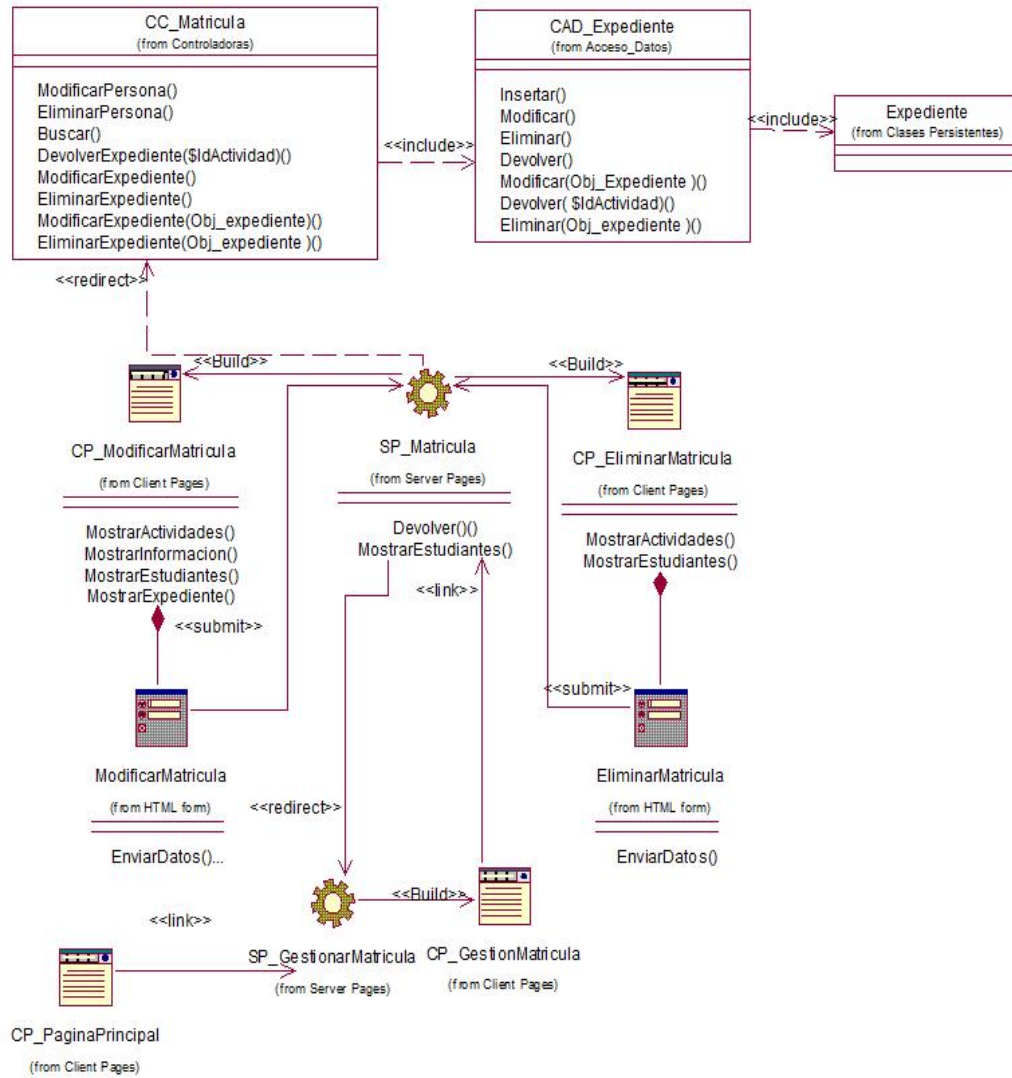 CC_Matricula
(from Controladoras)
ModificarPersona()
EliminarPersona()
Buscar()
DevolverExpediente($IdActividad)()
ModificarExpediente()
EliminarExpediente()
ModificarExpediente(Obj_expediente)()
EliminarExpediente(Obj_expediente )()
<<include>>
CAD_Expediente
(from Acceso_Datos)
Insertar()
Modificar()
Eliminar()
Devolver()
Modificar(Obj_Expediente )()
Devolver( $IdActividad)()
Eliminar(Obj_expediente )()
<<include>>
Expediente
(from Clases Persistentes)
<<redirect>>
<<Build>>
<<Build>>
CP_ModificarMatricula
(from Client Pages)
MostrarActividades()
MostrarInformacion()
MostrarEstudiantes()
MostrarExpediente()
SP_Matricula
(from Server Pages)
Devolver()()
MostrarEstudiantes()
CP_EliminarMatricula
(from Client Pages)
MostrarActividades()
MostrarEstudiantes()
<<link>>
<<submit>>
<<submit>>
ModificarMatricula
(from HTML form)
EnviarDatos()...
<<redirect>>
EliminarMatricula
(from HTML form)
EnviarDatos()
<<Build>>
<<link>>
SP_GestionarMatricula
(from Server Pages)
CP_GestionMatricula
(from Client Pages)
CP_PaginaPrincipal
(from Client Pages)